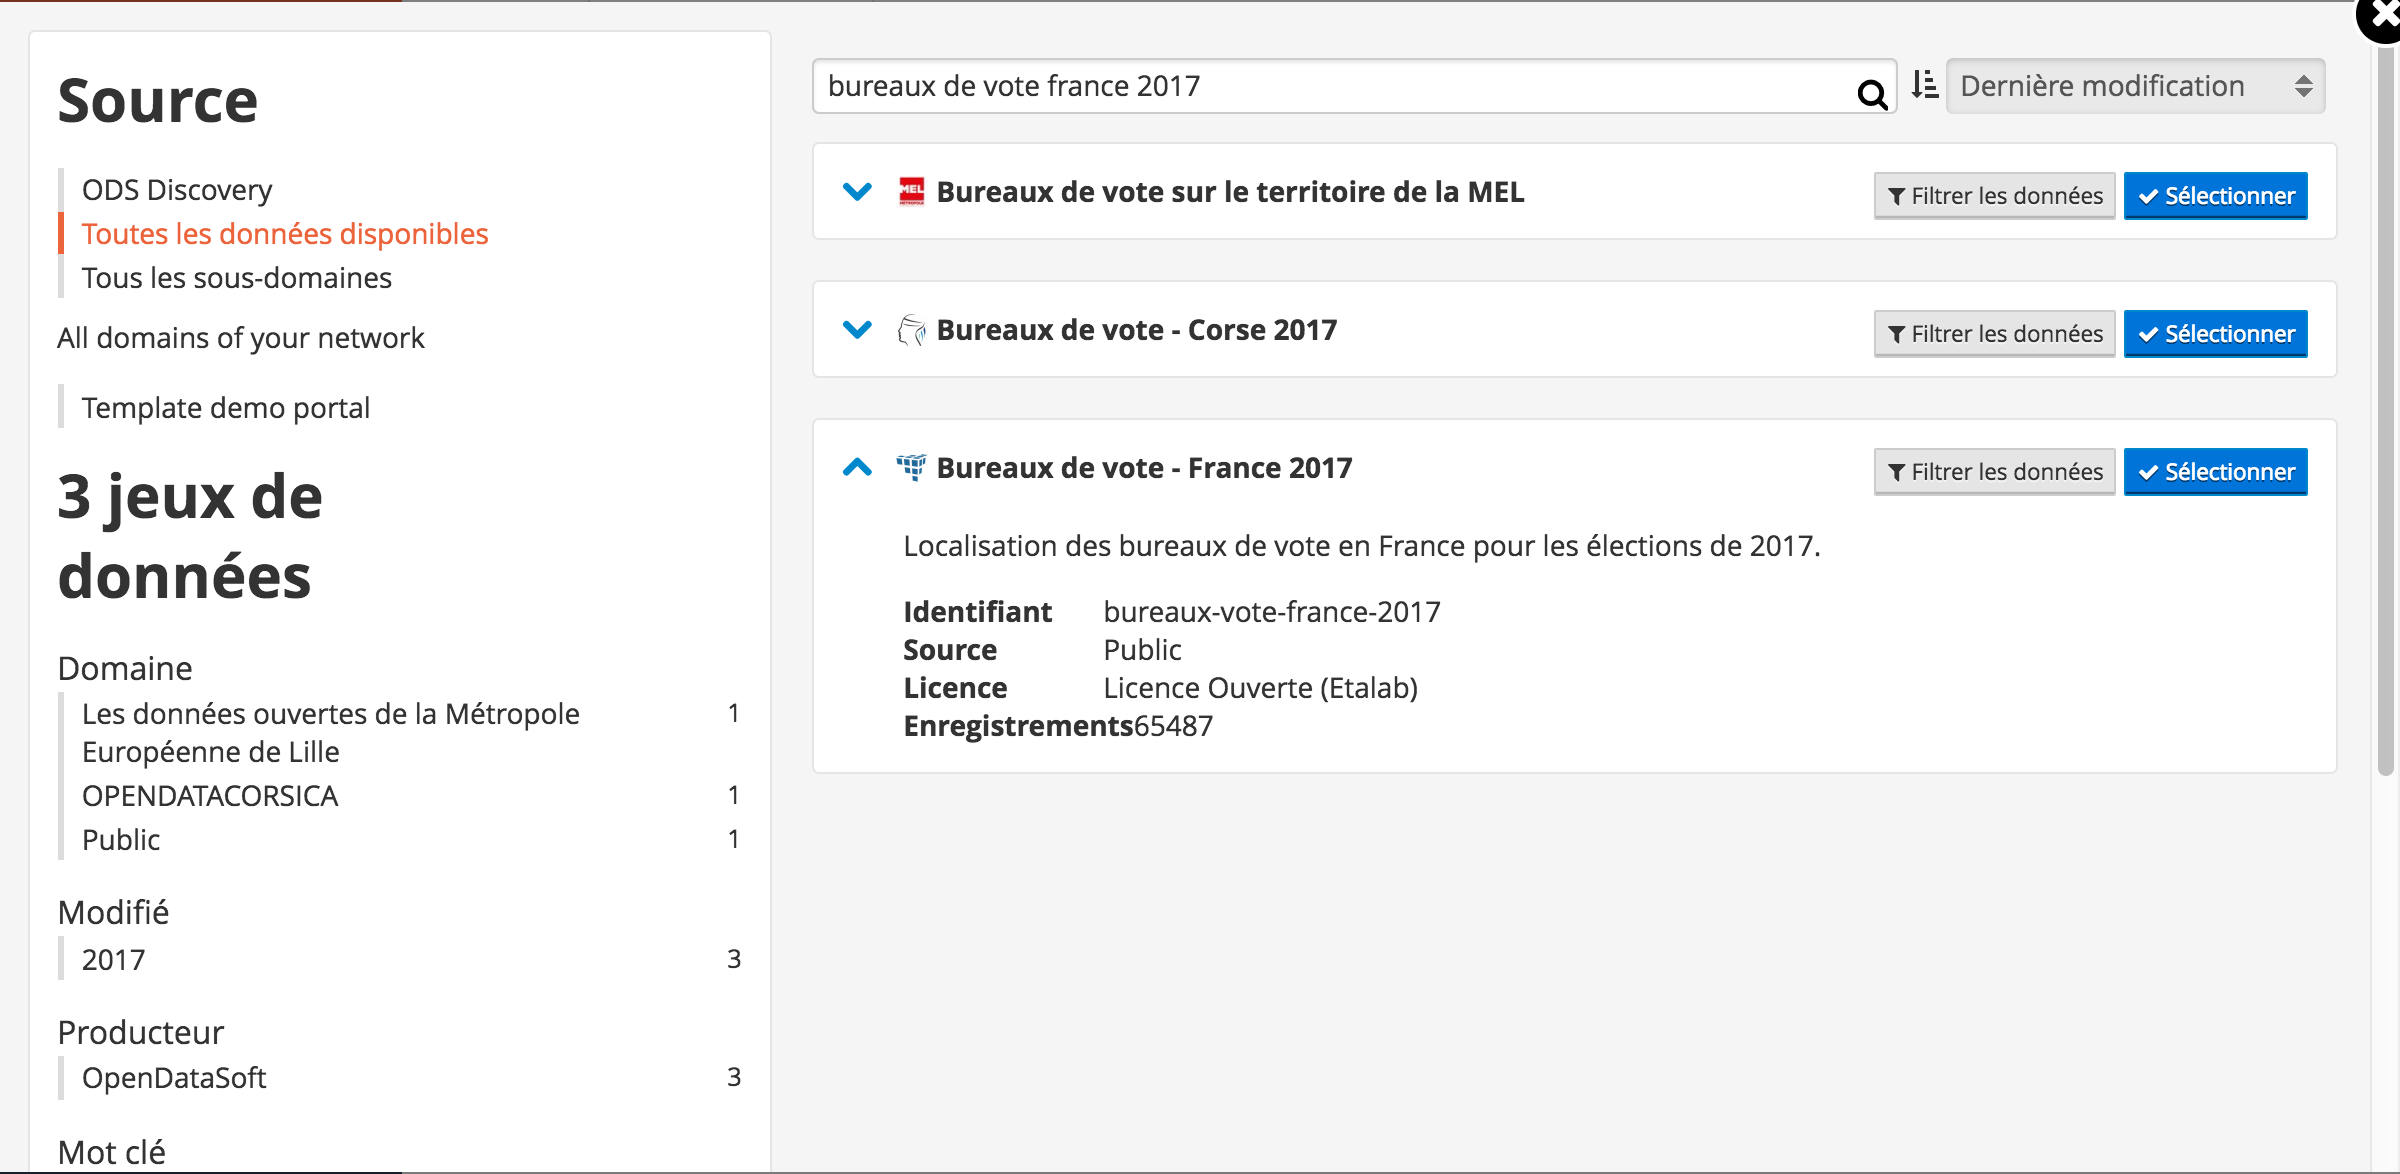 Source
ODS Discovery
Toutes les données disponibles
Tous les sous-domaines
All domains of your network
Template demo portal
3 jeux de
données
Domaine
Les données ouvertes de la Métropole 1
Européenne de Lille
OPENDATACORSICA 1
Public 1
Modifié
2017 3
Producteur
OpenDataSoft 3
Mot clé
bureaux de vote france 2017 Dernière modification
MEL Bureaux de vote sur le territoire de la MEL Filtrer les données Sélectionner
Bureaux de vote - Corse 2017 Filtrer les données Sélectionner
Bureaux de vote - France 2017 Filtrer les données Sélectionner
Localisation des bureaux de vote en France pour les élections de 2017.
Identifiant bureaux-vote-france-2017
Source Public
Licence Licence Ouverte (Etalab)
Enregistrements65487